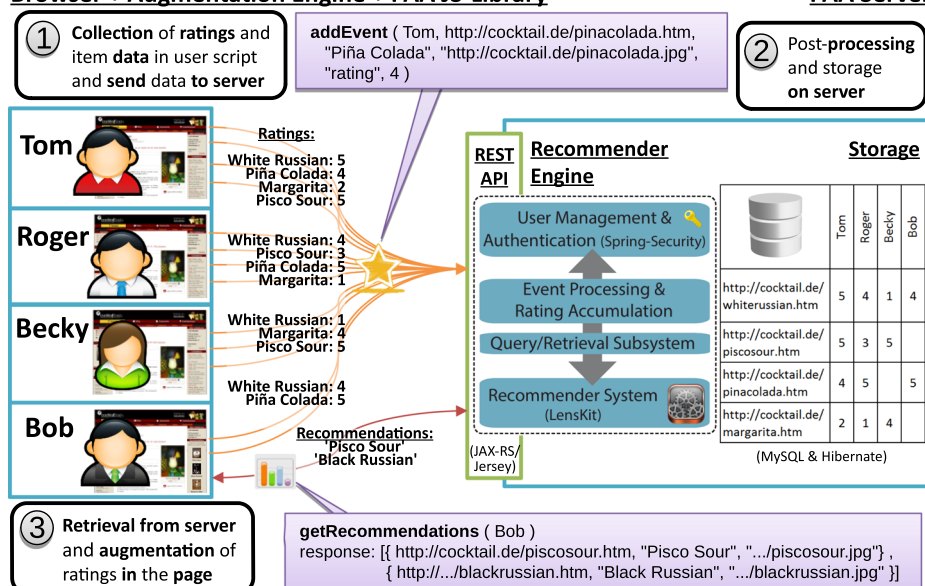 Browser + Augmentation Engine + PAA JS-Library
PAA Server
1
Collection of ratings and
item data in user script
and send data to server
addEvent ( Tom, http://cocktail.de/pinacolada.htm,
"Piña Colada", "http://cocktail.de/pinacolada.jpg",
"rating", 4 )
2
Post-processing
and storage
on server
Tom
Ratings:
White Russian: 5
Piña Colada: 4
Margarita: 2
Pisco Sour: 5
Roger
White Russian: 4
Pisco Sour: 3
Piña Colada: 5
Margarita: 1
Becky
White Russian: 1
Margarita: 4
Pisco Sour: 5
Bob
White Russian: 4
Piña Colada: 5
Recommendations:
'Pisco Sour'
'Black Russian'
REST
API
(JAX-RS/
Jersey)
Recommender
Engine
User Management &
Authentication (Spring-Security)
Event Processing &
Rating Accumulation
Query/Retrieval Subsystem
Recommender System
(LensKit)
Storage
Tom Roger Becky Bob
http://cocktail.de/
whiterussian.htm 5 4 1 4
http://cocktail.de/
piscosour.htm 5 3 5
http://cocktail.de/
pinacolada.htm 4 5 5
http://cocktail.de/
margarita.htm 2 1 4
(MySQL & Hibernate)
3
Retrieval from server
and augmentation of
ratings in the page
getRecommendations ( Bob )
response: [{ http://cocktail.de/piscosour.htm, "Pisco Sour", ".../piscosour.jpg"} ,
{ http://.../blackrussian.htm, "Black Russian", ".../blackrussian.jpg" }]